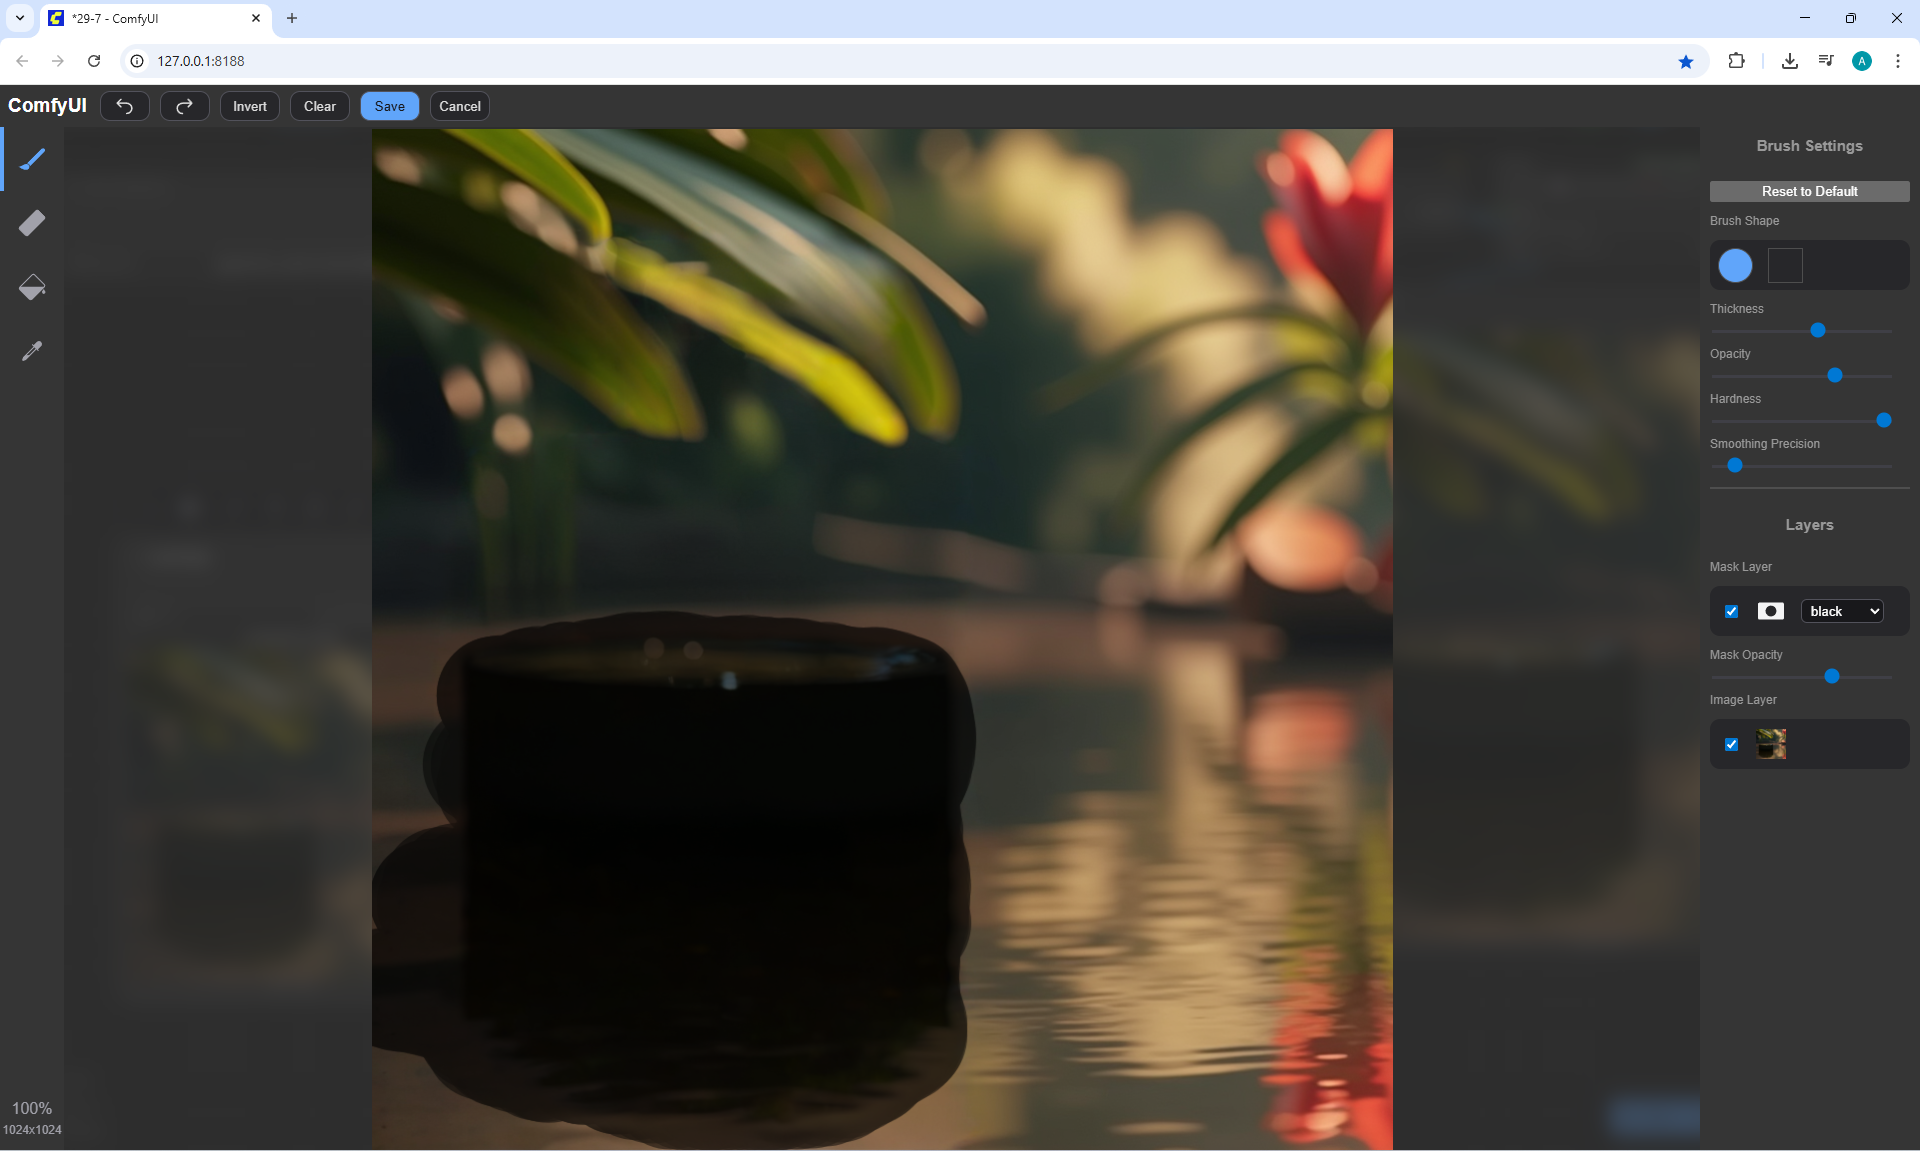 *29-7 - ComfyUI
127.0.0.1:8188
A
ComfyUI
Invert
Clear
Save
Cancel
Brush Settings
Reset to Default
Brush Shape
Thickness
Opacity
Hardness
Smoothing Precision
Layers
Mask Layer
black
Mask Opacity
Image Layer
100%
1024x1024